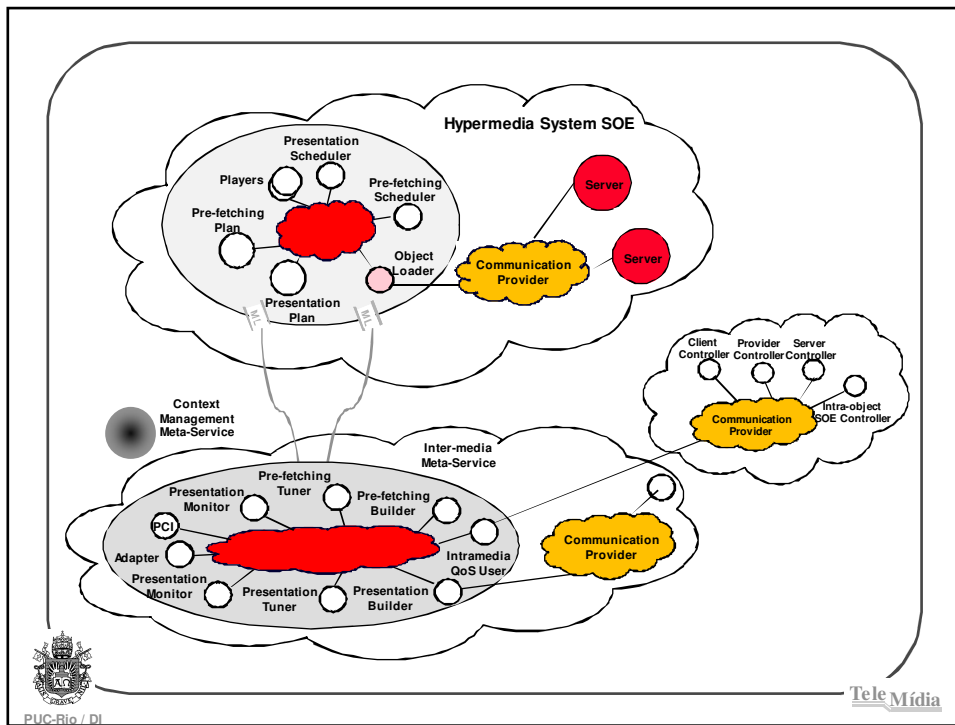 Hypermedia System SOE
Presentation
Scheduler
Players
Pre-fetching
Scheduler
Pre-fetching
Plan
Server
Server
Object
Loader
Communication
Provider
Presentation
Plan
ML
ML
Client
Controller
Provider
Controller
Server
Controller
Communication
Provider
Intra-object
SOE Controller
Context
Management
Meta-Service
Inter-media
Meta-Service
Pre-fetching
Tuner
Presentation
Monitor
Pre-fetching
Builder
PCI
Adapter
Intramedia
QoS User
Communication
Provider
Presentation
Monitor
Presentation
Tuner
Presentation
Builder
PUC-Rio / DI
TeleMídia